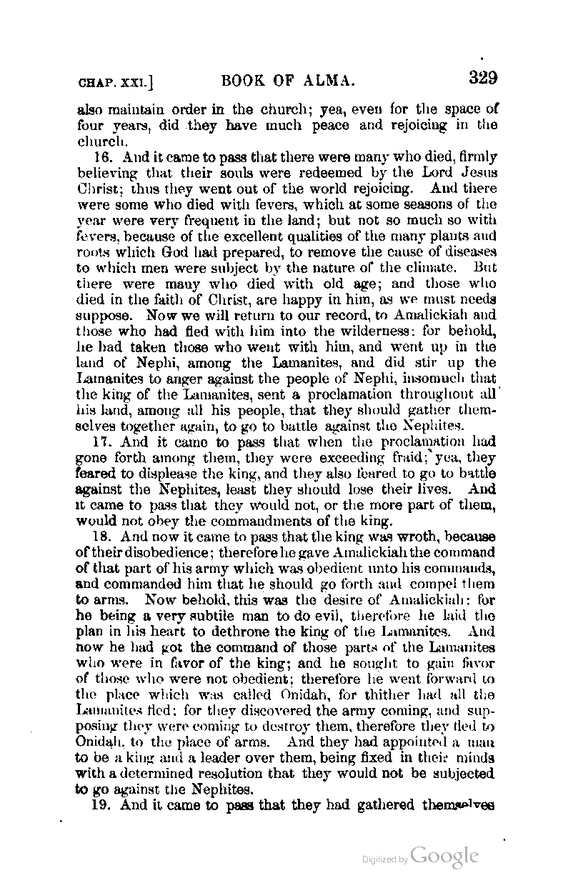 CHAP. XXI.] BOOK OF ALMA. 329
also maintain order in the church; yea, even for the space of
four years, did they have much peace and rejoicing in the
church.
16. And it came to pass that there were many who died, firmly
believing that their souls were redeemed by the Lord Jesus
Christ; thus they went out of the world rejoicing. And there
were some who died with fevers, which at some seasons of the
year were very frequent in the land; but not so much so with
fevers, because of the excellent qualities of the many plants and
roots which God had prepared, to remove the cause of diseases
to which men were subject by the nature of the climate. But
there were many who died with old age; and those who
died in the faith of Christ, are happy in him, as we must needs
suppose. Now we will return to our record, to Amalickiah and
those who had fled with him into the wilderness: for behold,
he had taken those who went with him, and went up in the
land of Nephi, among the Lamanites, and did stir up the
Lamanites to anger against the people of Nephi, insomuch that
the king of the Lamanites, sent a proclamation throughout all
his land, among all his people, that they should gather them-
selves together again, to go to battle against the Nephites.
17. And it came to pass that when the proclamation had
gone forth among them, they were exceeding fraid; yea, they
feared to displease the king, and they also feared to go to battle
against the Nephites, least they should lose their lives. And
it came to pass that they would not, or the more part of them,
would not obey the commandments of the king.
18. And now it came to pass that the king was wroth, because
of their disobedience; therefore he gave Amalickiah the command
of that part of his army which was obedient unto his commands,
and commanded him that he should go forth and compel them
to arms. Now behold, this was the desire of Amalickiah: for
he being a very subtile man to do evil, therefore he laid the
plan in his heart to dethrone the king of the Lamanites. And
now he had got the command of those parts of the Lamanites
who were in favor of the king; and he sought to gain favor
of those who were not obedient; therefore he went forward to
the place which was called Onidah, for thither had all the
Lamanites fled; for they discovered the army coming, and sup-
posing they were coming to destroy them, therefore they fled to
Onidah, to the place of arms. And they had appointed a man
to be a king and a leader over them, being fixed in their minds
with a determined resolution that they would not be subjected
to go against the Nephites.
19. And it came to pass that they had gathered themselves
Digitized by Google